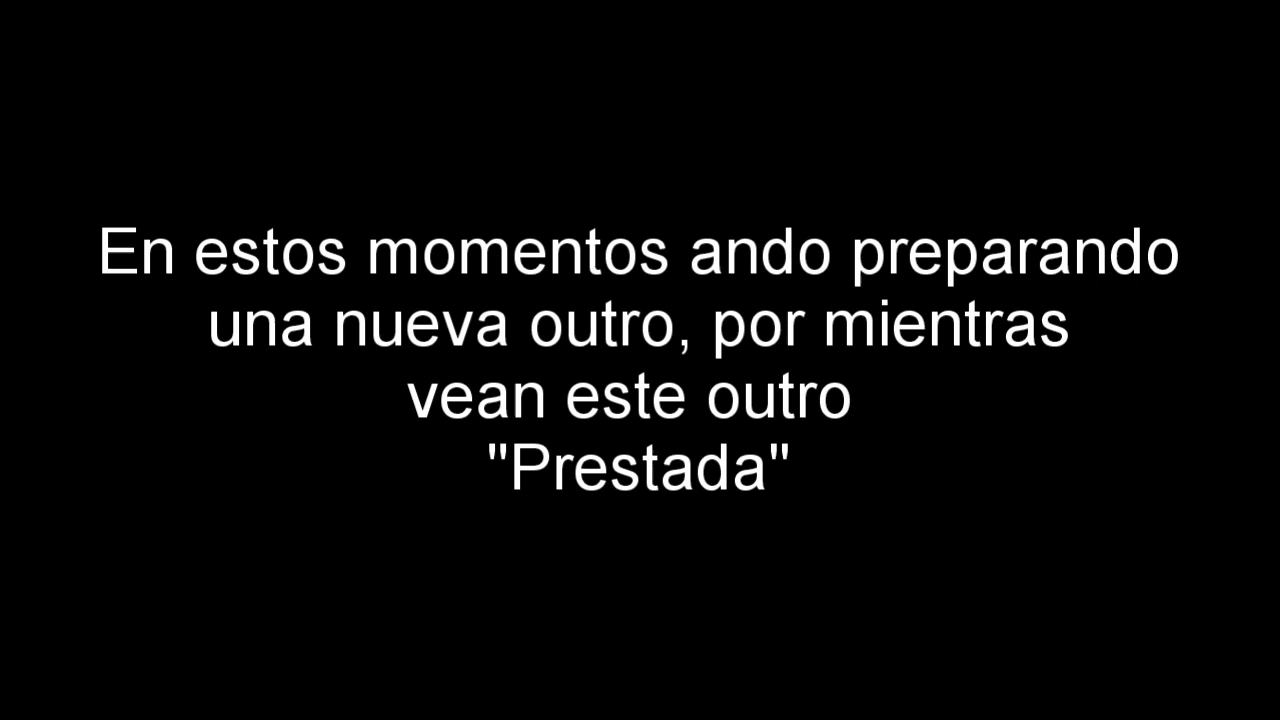 En estos momentos ando preparando
una nueva outro, por mientras
vean este outro
"Prestada"